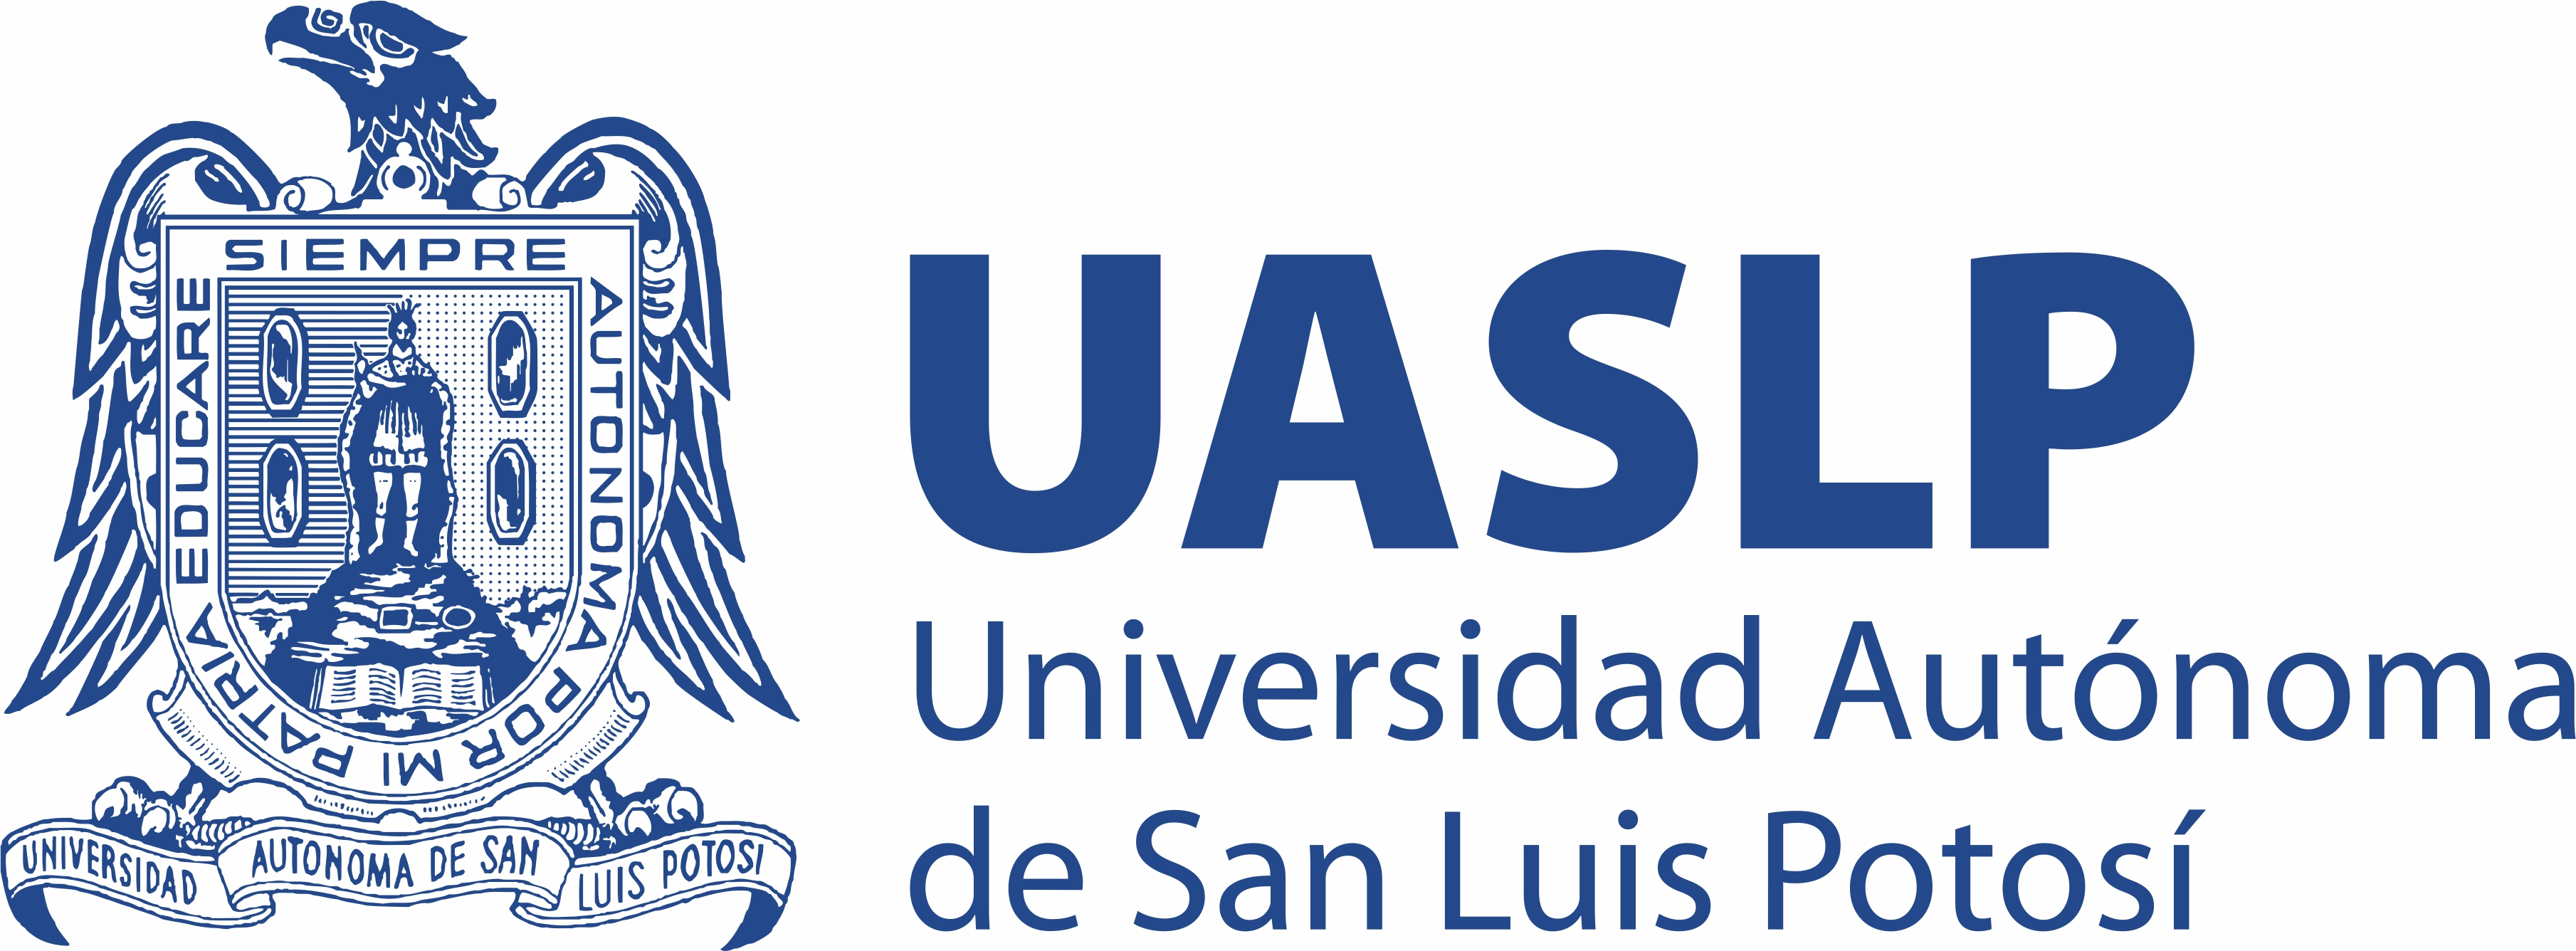 SIEMPRE AUTONOMA POR MI PATRIA EDUCARE
UNIVERSIDAD AUTONOMA DE SAN LUIS POTOSI
UASLP
Universidad Autónoma
de San Luis Potosí